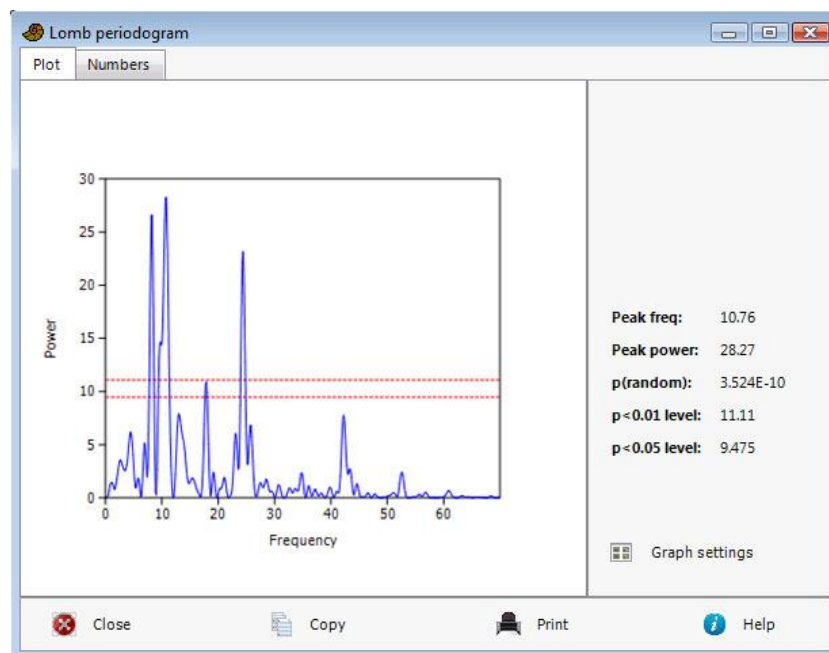 Lomb periodogram
Plot Numbers
30
25
20
15
10
5
0
Power
0 10 20 30 40 50 60
Frequency
Peak freq: 10.76
Peak power: 28.27
p(random): 3.524E-10
p<0.01 level: 11.11
p<0.05 level: 9.475
Graph settings
Close Copy Print Help